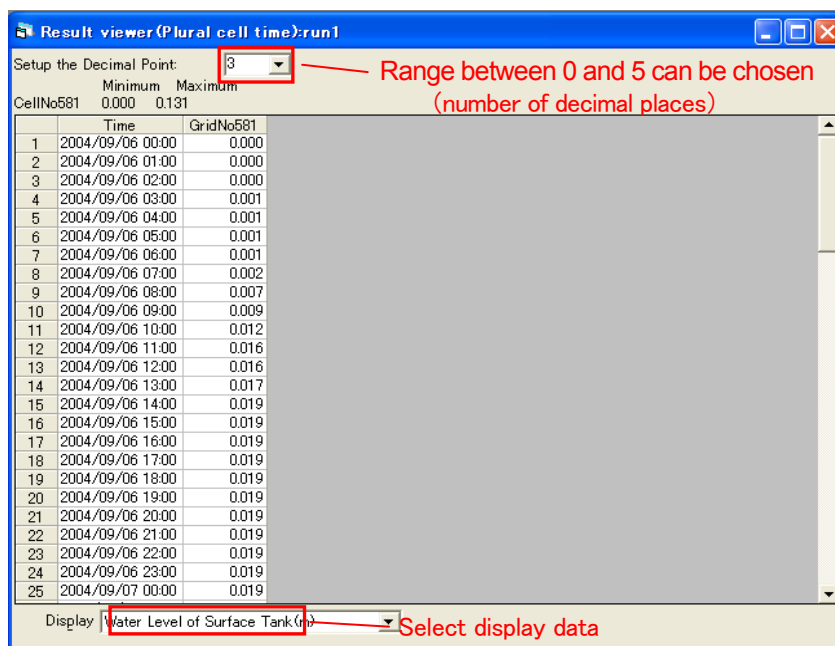 Result viewer(Plural cell time):run1
Setup the Decimal Point: 3
Range between 0 and 5 can be chosen
(number of decimal places)
Minimum Maximum
CellNo581 0.000 0.131
Time GridNo581
1 2004/09/06 00:00 0.000
2 2004/09/06 01:00 0.000
3 2004/09/06 02:00 0.000
4 2004/09/06 03:00 0.001
5 2004/09/06 04:00 0.001
6 2004/09/06 05:00 0.001
7 2004/09/06 06:00 0.001
8 2004/09/06 07:00 0.002
9 2004/09/06 08:00 0.007
10 2004/09/06 09:00 0.009
11 2004/09/06 10:00 0.012
12 2004/09/06 11:00 0.016
13 2004/09/06 12:00 0.016
14 2004/09/06 13:00 0.017
15 2004/09/06 14:00 0.019
16 2004/09/06 15:00 0.019
17 2004/09/06 16:00 0.019
18 2004/09/06 17:00 0.019
19 2004/09/06 18:00 0.019
20 2004/09/06 19:00 0.019
21 2004/09/06 20:00 0.019
22 2004/09/06 21:00 0.019
23 2004/09/06 22:00 0.019
24 2004/09/06 23:00 0.019
25 2004/09/07 00:00 0.019
Display Water Level of Surface Tank(m)
Select display data